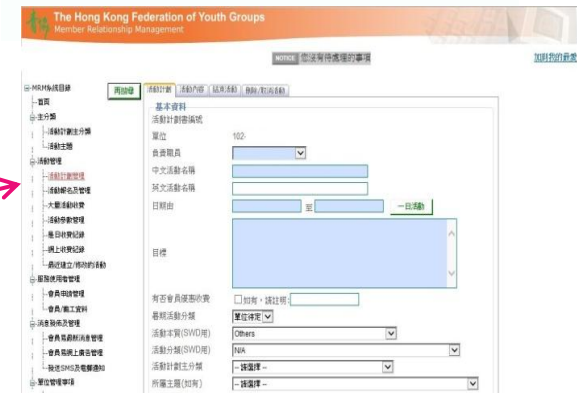 The Hong Kong Federation of Youth Groups
Member Relationship Management
NOTICE 您沒有待處理的事項
加到我的最愛
MRM系統目錄
首頁
主分類
活動計劃主分類
活動主題
活動管理
活動計劃管理
活動報名及管理
大量活動收費
活動參數管理
是日收費紀錄
網上收費紀錄
最近建立/修改的活動
服務使用者管理
會員申請管理
會員/義工資料
消息發佈及管理
會員易最新消息管理
會員易網上廣告管理
發送SMS及電郵通知
單位管理事項
活動計劃 活動內容 結束活動 刪除/取消活動
基本資料
活動計劃書編號
單位 102-
負責職員
中文活動名稱
英文活動名稱
日期由 至 一日活動
目標
有否會員優惠收費 如有，請註明:
暑期活動分類 單位待定
活動本質(SWD用) Others
活動分類(SWD用) N/A
活動計劃主分類 -- 請選擇 --
所屬主題(如有) -- 請選擇 --